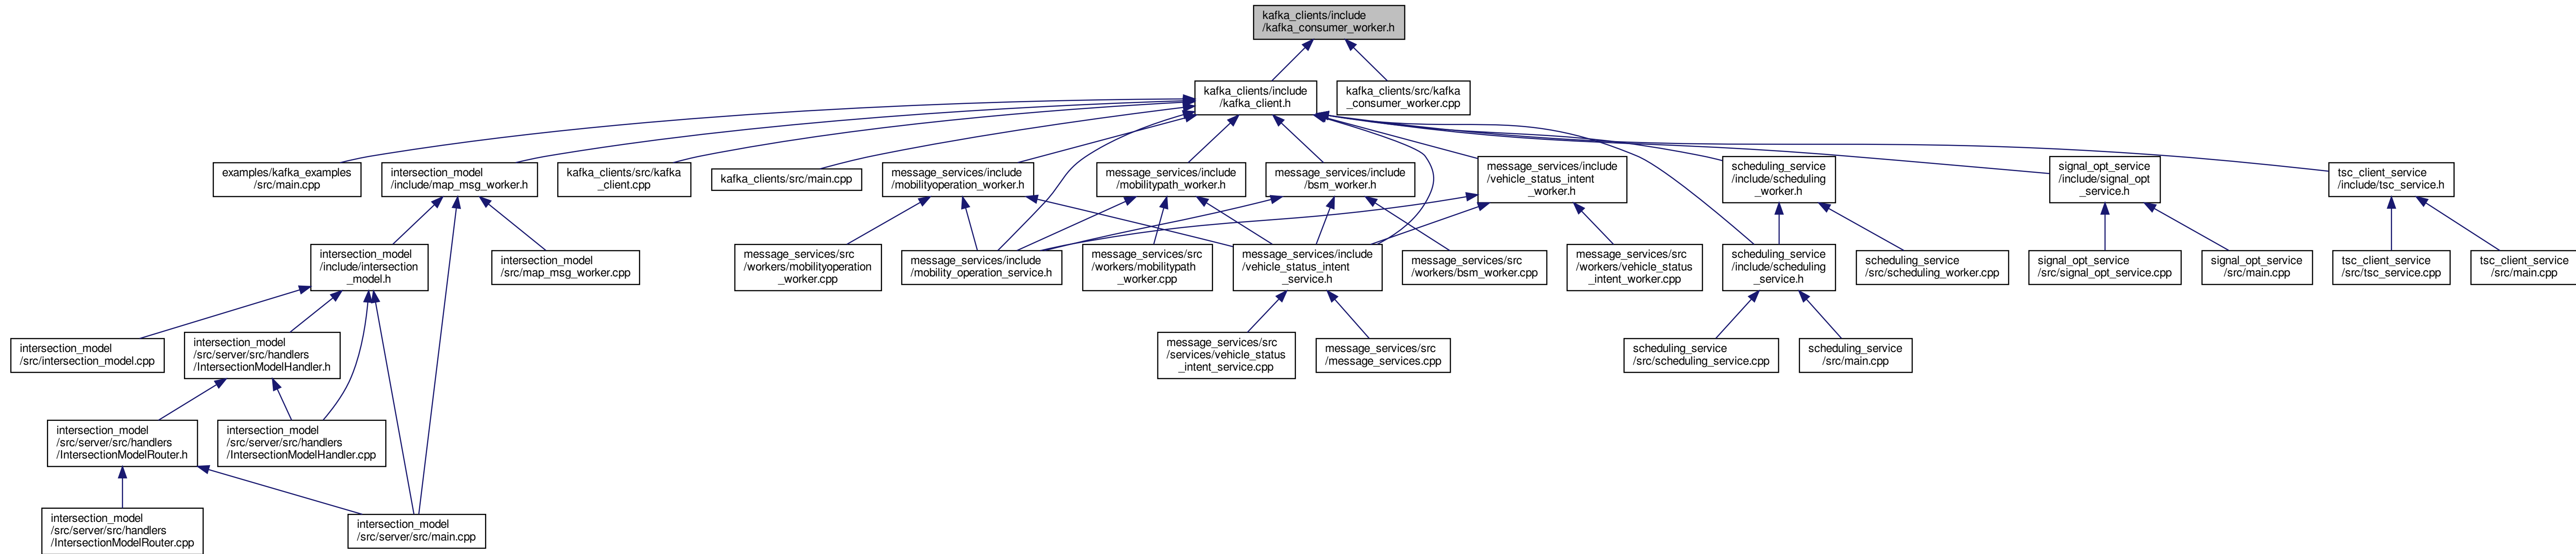 kafka_clients/include
/kafka_consumer_worker.h
kafka_clients/include
/kafka_client.h
kafka_clients/src/kafka
_consumer_worker.cpp
examples/kafka_examples
/src/main.cpp
intersection_model
/include/map_msg_worker.h
kafka_clients/src/kafka
_client.cpp
kafka_clients/src/main.cpp
message_services/include
/mobilityoperation_worker.h
message_services/include
/mobilitypath_worker.h
message_services/include
/bsm_worker.h
message_services/include
/vehicle_status_intent
_worker.h
scheduling_service
/include/scheduling
_worker.h
signal_opt_service
/include/signal_opt
_service.h
tsc_client_service
/include/tsc_service.h
intersection_model
/include/intersection
_model.h
intersection_model
/src/map_msg_worker.cpp
message_services/src
/workers/mobilityoperation
_worker.cpp
message_services/include
/mobility_operation_service.h
message_services/src
/workers/mobilitypath
_worker.cpp
message_services/include
/vehicle_status_intent
_service.h
message_services/src
/workers/bsm_worker.cpp
message_services/src
/workers/vehicle_status
_intent_worker.cpp
scheduling_service
/include/scheduling
_service.h
scheduling_service
/src/scheduling_worker.cpp
signal_opt_service
/src/signal_opt_service.cpp
signal_opt_service
/src/main.cpp
tsc_client_service
/src/tsc_service.cpp
tsc_client_service
/src/main.cpp
intersection_model
/src/intersection_model.cpp
intersection_model
/src/server/src/handlers
/IntersectionModelHandler.h
message_services/src
/services/vehicle_status
_intent_service.cpp
message_services/src
/message_services.cpp
scheduling_service
/src/scheduling_service.cpp
scheduling_service
/src/main.cpp
intersection_model
/src/server/src/handlers
/IntersectionModelRouter.h
intersection_model
/src/server/src/handlers
/IntersectionModelHandler.cpp
intersection_model
/src/server/src/handlers
/IntersectionModelRouter.cpp
intersection_model
/src/server/src/main.cpp